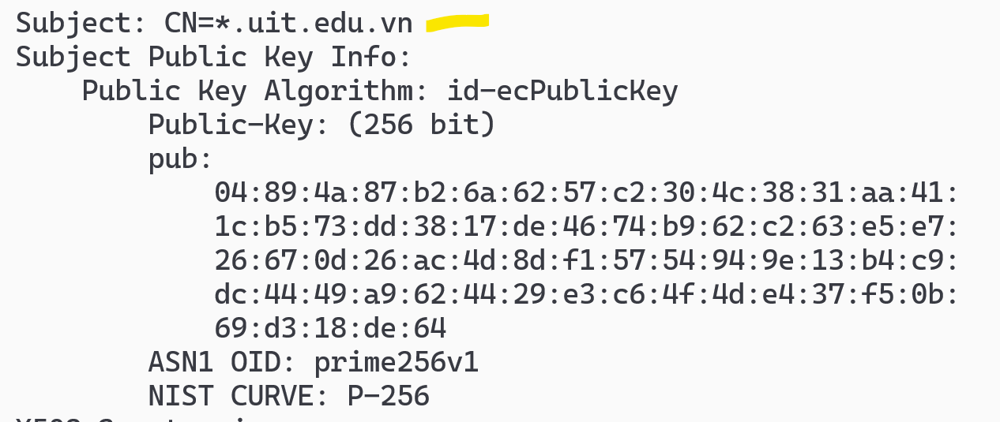 Subject: CN=*.uit.edu.vn
Subject Public Key Info:
Public Key Algorithm: id-ecPublicKey
Public-Key: (256 bit)
pub:
04:89:4a:87:b2:6a:62:57:c2:30:4c:38:31:aa:41:
1c:b5:73:dd:38:17:de:46:74:b9:62:c2:63:e5:e7:
26:67:0d:26:ac:4d:8d:f1:57:54:94:9e:13:b4:c9:
dc:44:49:a9:62:44:29:e3:c6:4f:4d:e4:37:f5:0b:
69:d3:18:de:64
ASN1 OID: prime256v1
NIST CURVE: P-256